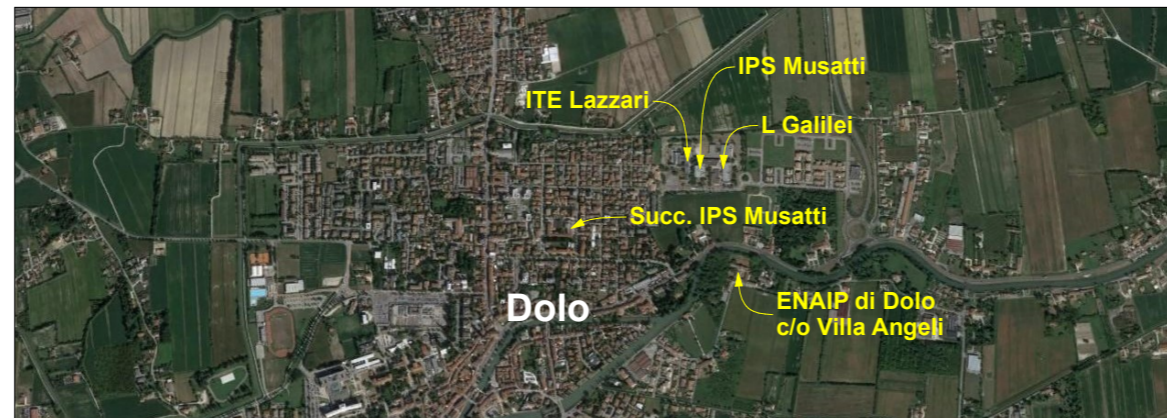 IPS Musatti
ITE Lazzari
L Galilei
Succ. IPS Musatti
Dolo
ENAIP di Dolo
c/o Villa Angeli